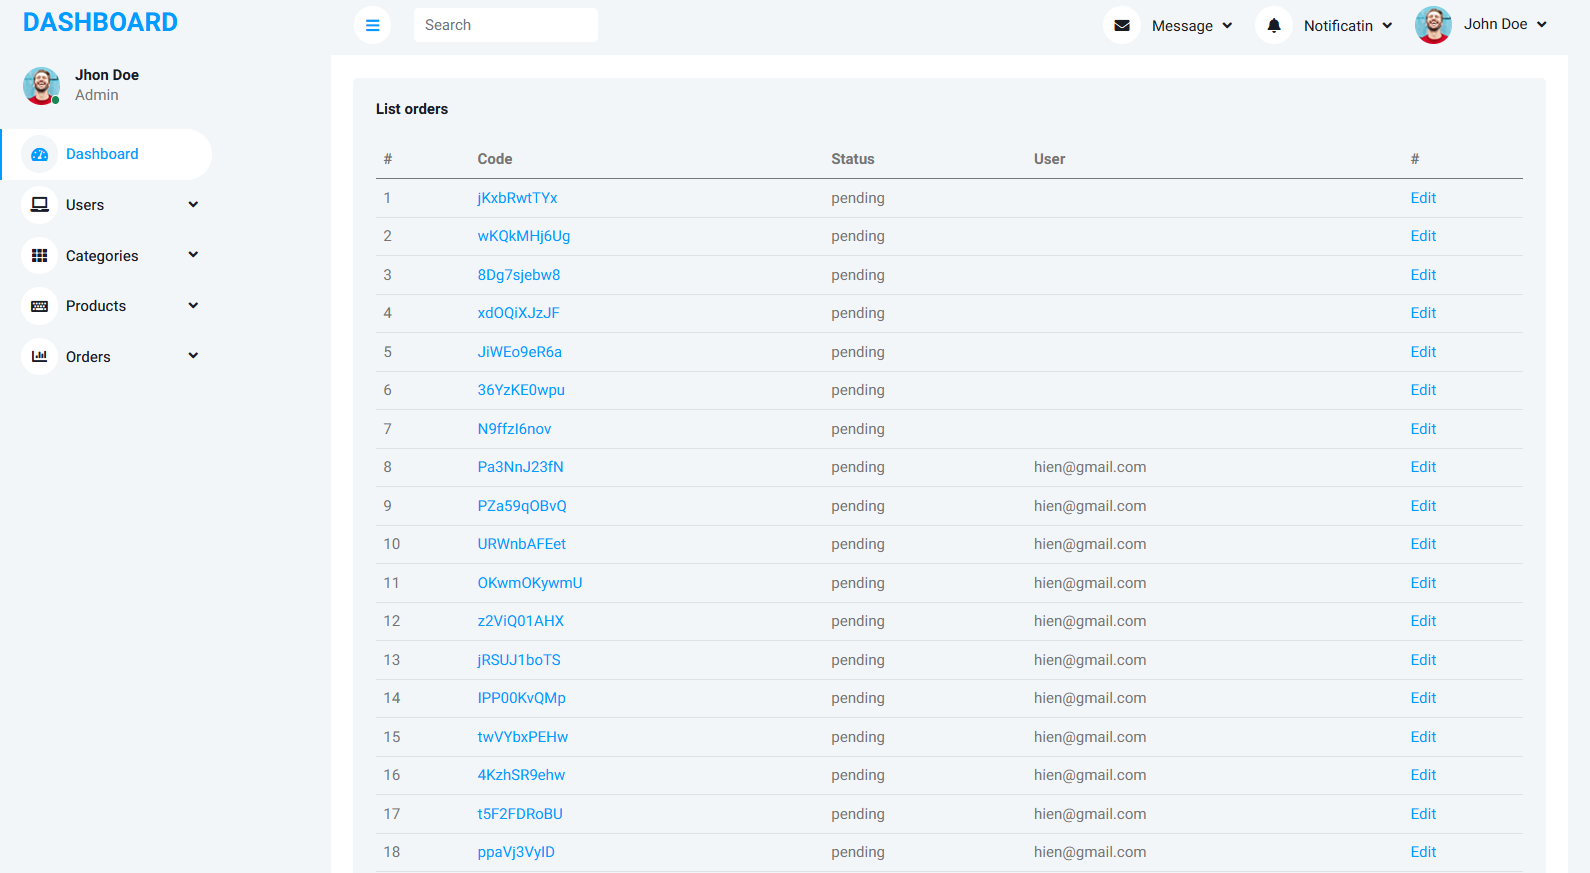 DASHBOARD
Search
Message
Notificatin
John Doe
Jhon Doe
Admin
Dashboard
Users
Categories
Products
Orders
List orders
# Code Status User #
1 jKxbRwtTYx pending Edit
2 wKQkMHj6Ug pending Edit
3 8Dg7sjebw8 pending Edit
4 xdOQiXJzJF pending Edit
5 JiWEo9eR6a pending Edit
6 36YzKE0wpu pending Edit
7 N9ffzI6nov pending Edit
8 Pa3NnJ23fN pending hien@gmail.com Edit
9 PZa59qOBvQ pending hien@gmail.com Edit
10 URWnbAFEet pending hien@gmail.com Edit
11 OKwmOKywmU pending hien@gmail.com Edit
12 z2ViQ01AHX pending hien@gmail.com Edit
13 jRSUJ1boTS pending hien@gmail.com Edit
14 IPP00KvQMp pending hien@gmail.com Edit
15 twVYbxPEHw pending hien@gmail.com Edit
16 4KzhSR9ehw pending hien@gmail.com Edit
17 t5F2FDRoBU pending hien@gmail.com Edit
18 ppaVj3VyID pending hien@gmail.com Edit